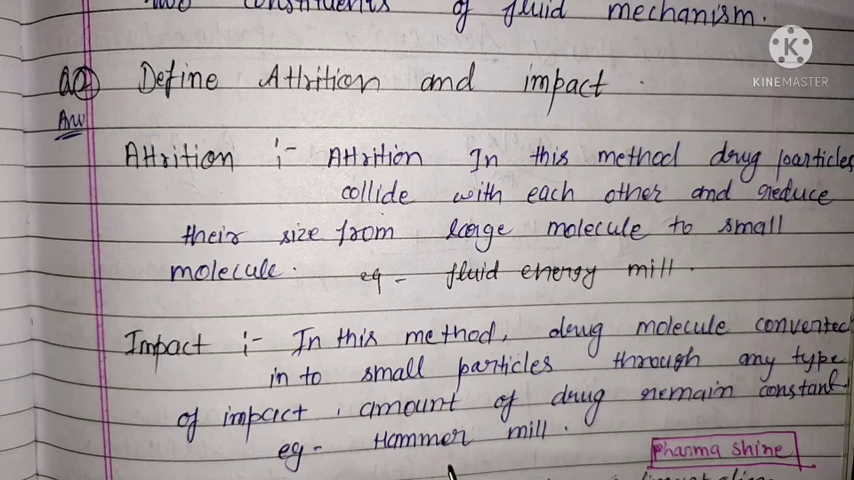 constituents of fluid mechanism.
K
KINEMASTER
Q2 Define Attrition and impact.
Ans
Attrition :- Attrition In this method drug particles
collide with each other and reduce
their size from large molecule to small
molecule. eg - fluid energy mill.
Impact :- In this method, drug molecule converted
in to small particles through any type
of impact, amount of drug remain constant
eg - Hammer mill.
Pharma shine